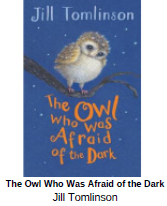 Jill Tomlinson
The Owl
Who Was
Afraid
of the Dark
The Owl Who Was Afraid of the Dark
Jill Tomlinson